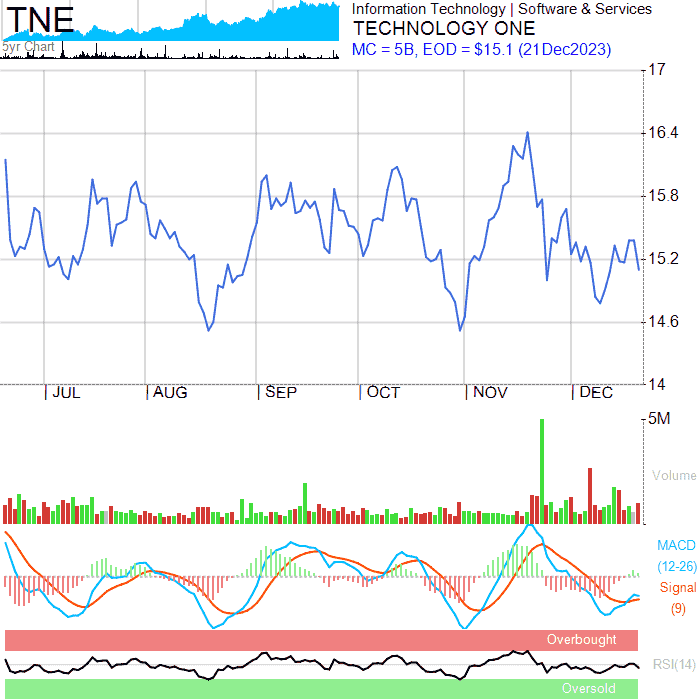 TNE
5yr Chart
Information Technology | Software & Services
TECHNOLOGY ONE
MC = 5B, EOD = $15.1 (21Dec2023)
17
16.4
15.8
15.2
14.6
14
JUL
AUG
SEP
OCT
NOV
DEC
5M
Volume
MACD
(12-26)
Signal
(9)
Overbought
RSI(14)
Oversold